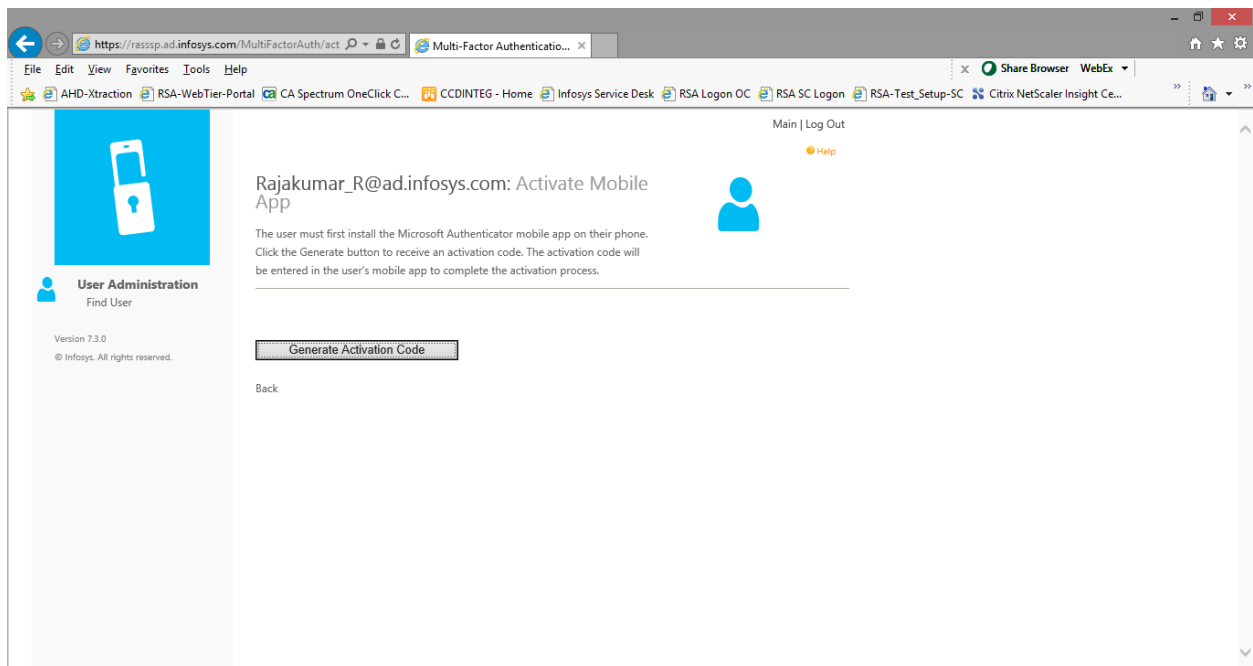 https://rasssp.ad.infosys.com/MultiFactorAuth/act
Multi-Factor Authenticatio...
File Edit View Favorites Tools Help
x Share Browser WebEx
AHD-Xtraction RSA-WebTier-Portal CA Spectrum OneClick C... CCDINTEG - Home Infosys Service Desk RSA Logon OC RSA SC Logon RSA-Test_Setup-SC Citrix NetScaler Insight Ce...
Main | Log Out
Help
Rajakumar_R@ad.infosys.com: Activate Mobile
App
The user must first install the Microsoft Authenticator mobile app on their phone.
Click the Generate button to receive an activation code. The activation code will
be entered in the user's mobile app to complete the activation process.
User Administration
Find User
Version 7.3.0
© Infosys. All rights reserved.
Generate Activation Code
Back